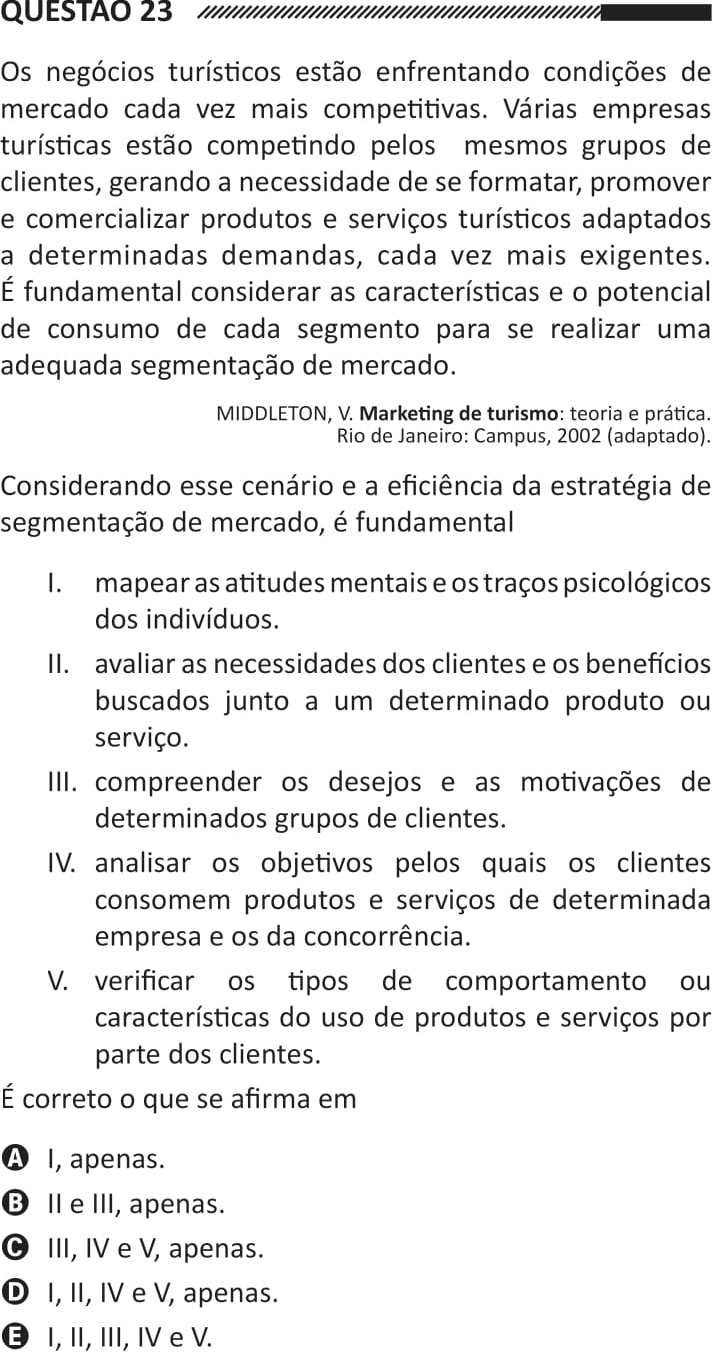 QUESTÃO 23
Os negócios turísticos estão enfrentando condições de
mercado cada vez mais competitivas. Várias empresas
turísticas estão competindo pelos mesmos grupos de
clientes, gerando a necessidade de se formatar, promover
e comercializar produtos e serviços turísticos adaptados
a determinadas demandas, cada vez mais exigentes.
É fundamental considerar as características e o potencial
de consumo de cada segmento para se realizar uma
adequada segmentação de mercado.
MIDDLETON, V. Marketing de turismo: teoria e prática.
Rio de Janeiro: Campus, 2002 (adaptado).
Considerando esse cenário e a eficiência da estratégia de
segmentação de mercado, é fundamental
I. mapear as atitudes mentais e os traços psicológicos
dos indivíduos.
II. avaliar as necessidades dos clientes e os benefícios
buscados junto a um determinado produto ou
serviço.
III. compreender os desejos e as motivações de
determinados grupos de clientes.
IV. analisar os objetivos pelos quais os clientes
consomem produtos e serviços de determinada
empresa e os da concorrência.
V. verificar os tipos de comportamento ou
características do uso de produtos e serviços por
parte dos clientes.
É correto o que se afirma em
A I, apenas.
B II e III, apenas.
C III, IV e V, apenas.
D I, II, IV e V, apenas.
E I, II, III, IV e V.